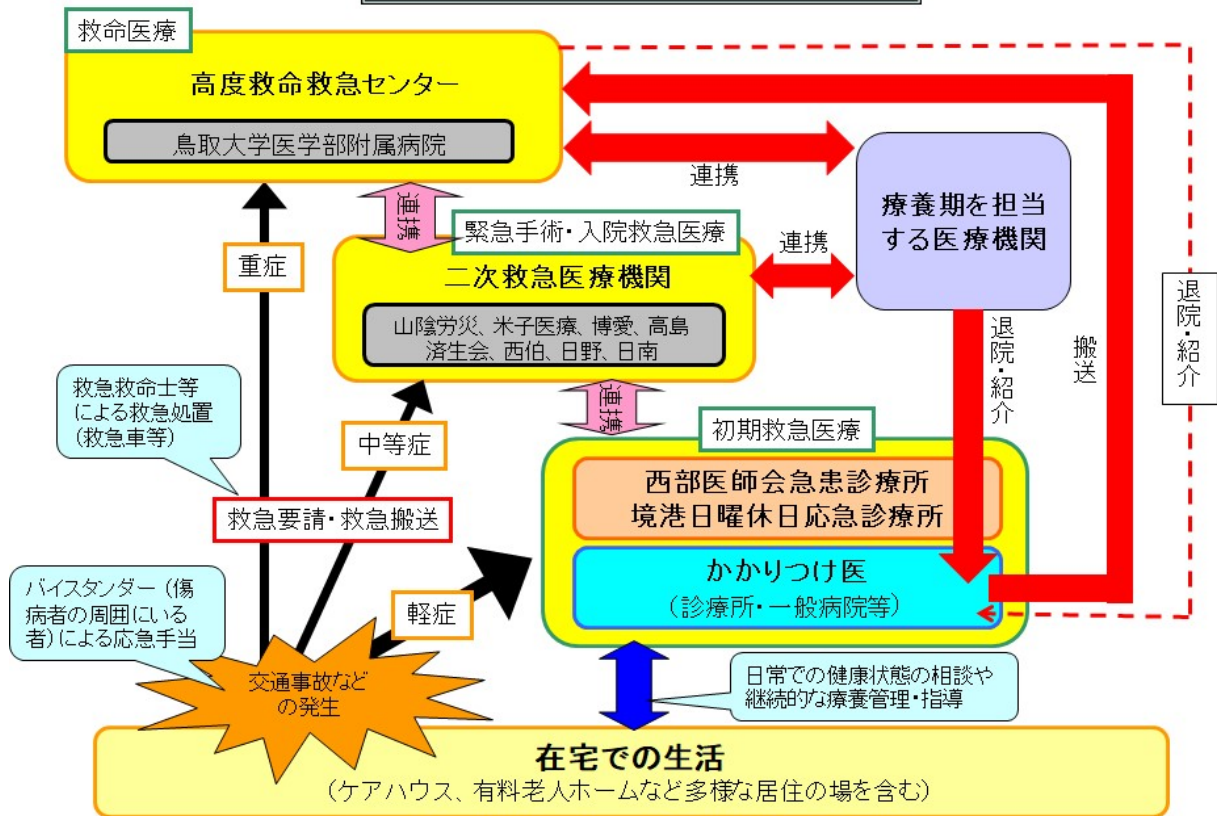 救命医療
高度救命救急センター
鳥取大学医学部附属病院
連携
連携
療養期を担当
する医療機関
緊急手術・入院救急医療
連携
二次救急医療機関
山陰労災、米子医療、博愛、高島
済生会、西伯、日野、日南
重症
退院・紹介
搬送
退院・紹介
救急救命士等
による救急処置
(救急車等)
中等症
連携
初期救急医療
西部医師会急患診療所
境港日曜休日応急診療所
救急要請・救急搬送
かかりつけ医
(診療所・一般病院等)
バイスタンダー(傷
病者の周囲にいる
者)による応急手当
軽症
交通事故など
の発生
日常での健康状態の相談や
継続的な療養管理・指導
在宅での生活
(ケアハウス、有料老人ホームなど多様な居住の場を含む)